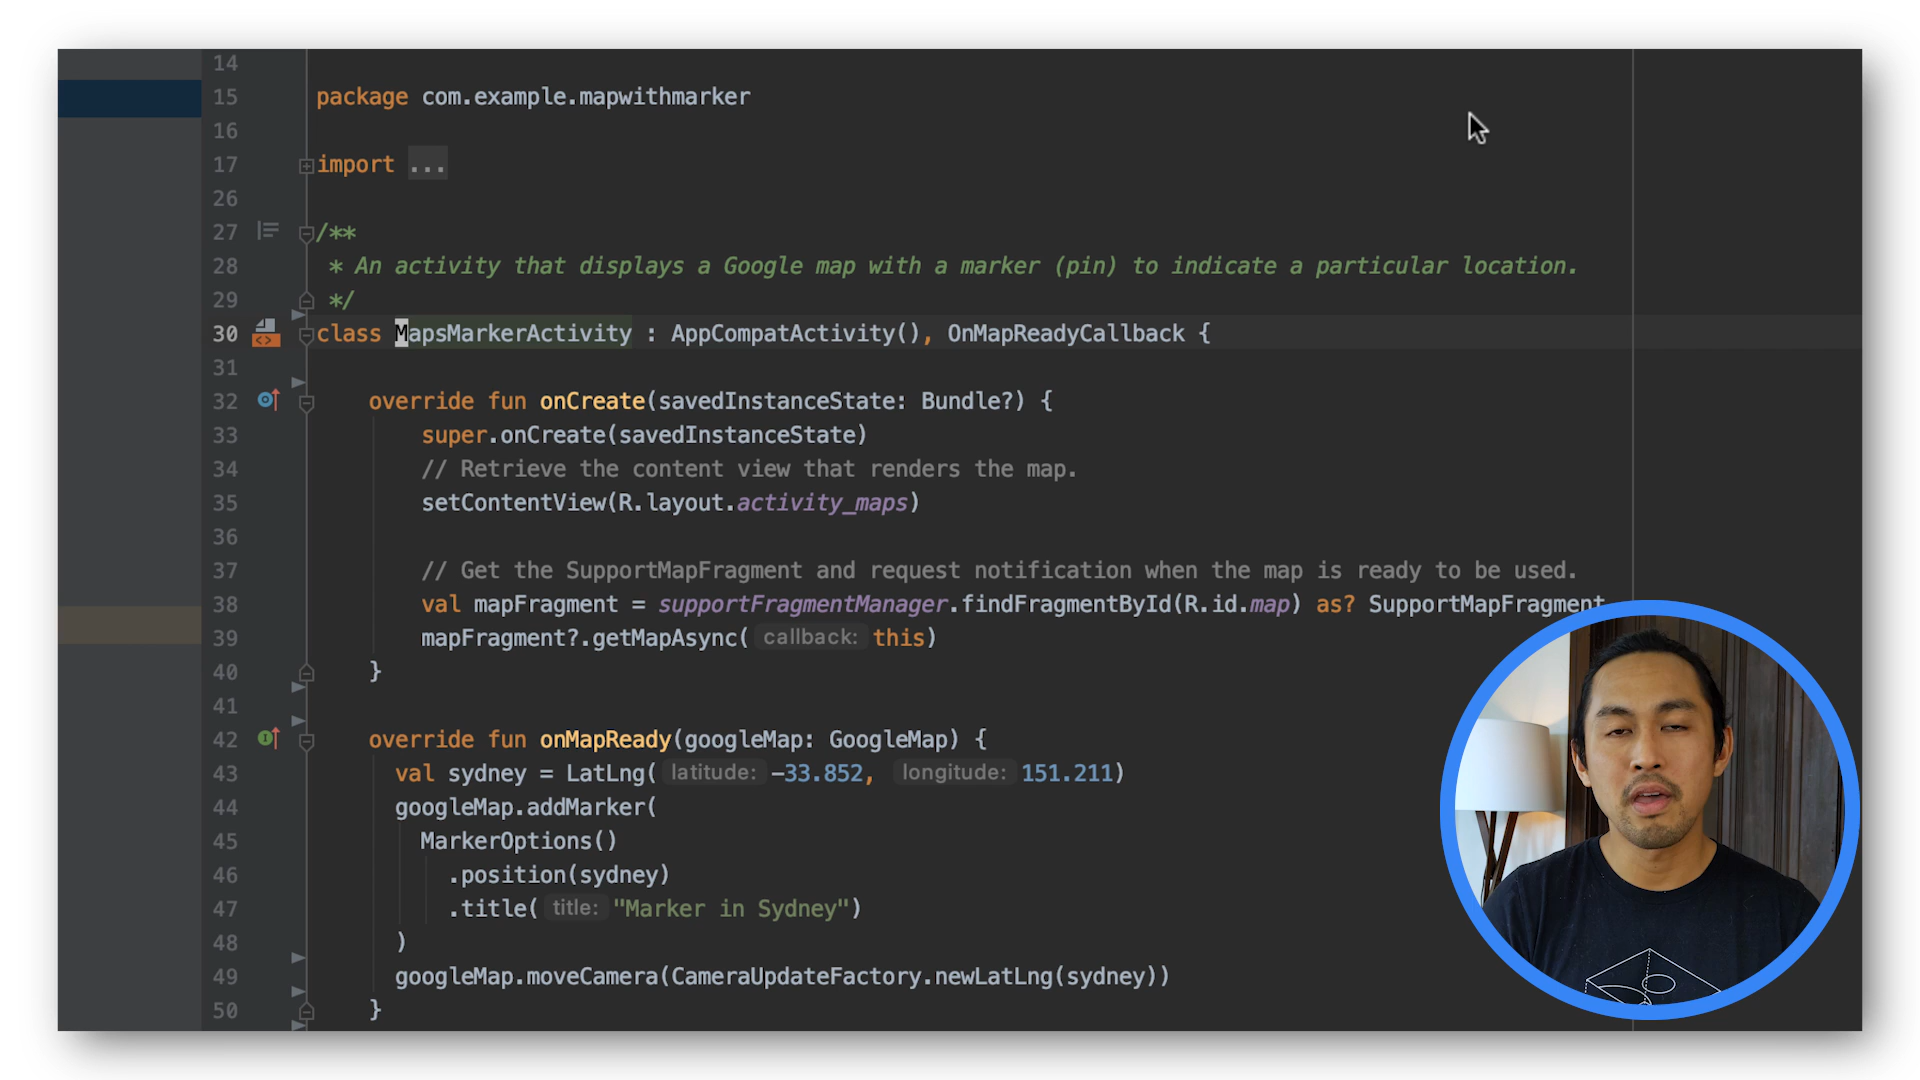 14
15 package com.example.mapwithmarker
16
17 import ...
26
27 /**
28 * An activity that displays a Google map with a marker (pin) to indicate a particular location.
29 */
30 class MapsMarkerActivity : AppCompatActivity(), OnMapReadyCallback {
31
32 override fun onCreate(savedInstanceState: Bundle?) {
33 super.onCreate(savedInstanceState)
34 // Retrieve the content view that renders the map.
35 setContentView(R.layout.activity_maps)
36
37 // Get the SupportMapFragment and request notification when the map is ready to be used.
38 val mapFragment = supportFragmentManager.findFragmentById(R.id.map) as? SupportMapFragment
39 mapFragment?.getMapAsync( callback: this)
40 }
41
42 override fun onMapReady(googleMap: GoogleMap) {
43 val sydney = LatLng( latitude: -33.852, longitude: 151.211)
44 googleMap.addMarker(
45 MarkerOptions()
46 .position(sydney)
47 .title( title: "Marker in Sydney")
48 )
49 googleMap.moveCamera(CameraUpdateFactory.newLatLng(sydney))
50 }